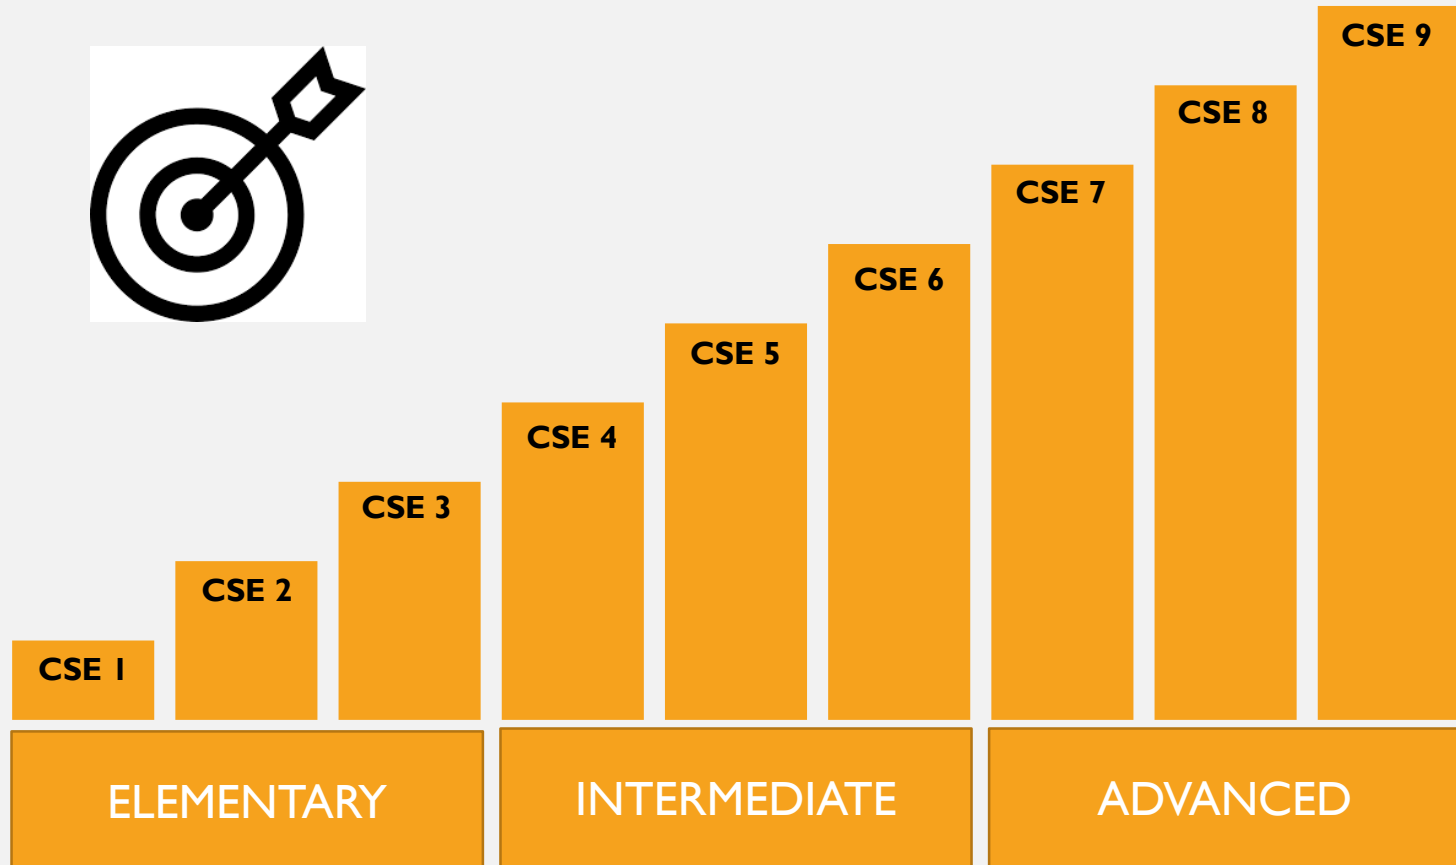 CSE 9
CSE 8
CSE 7
CSE 6
CSE 5
CSE 4
CSE 3
CSE 2
CSE 1
ELEMENTARY
INTERMEDIATE
ADVANCED